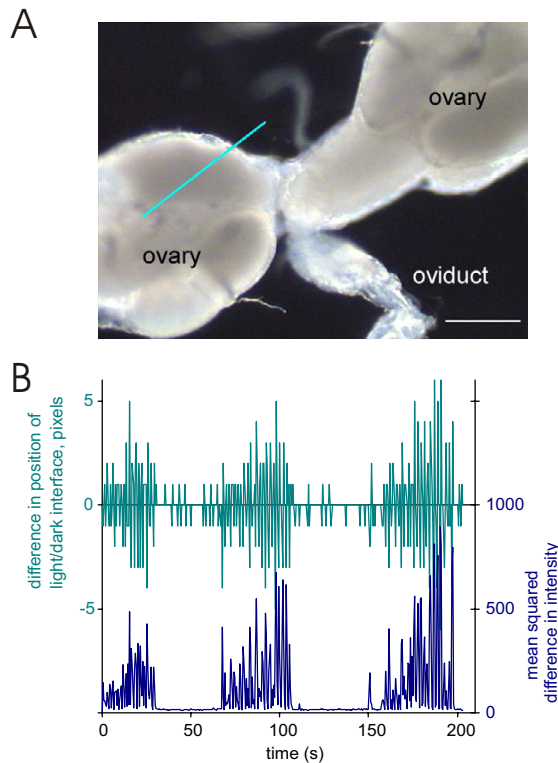 A
ovary
ovary
oviduct
B
difference in position of
light/dark interface, pixels
5
0
-5
1000
500
0
mean squared
difference in intensity
0
50
100
150
200
time (s)